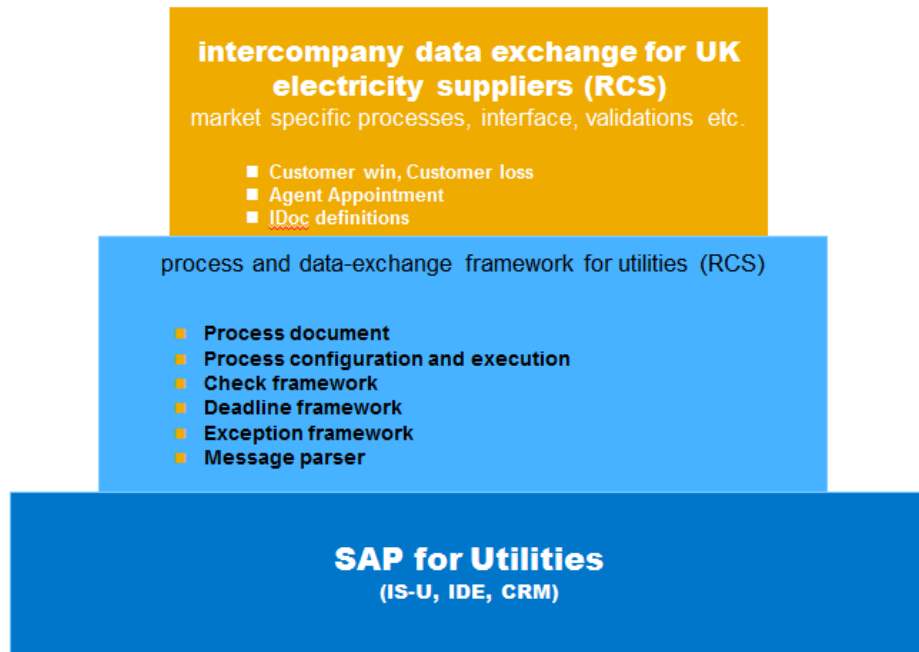 intercompany data exchange for UK
electricity suppliers (RCS)
market specific processes, interface, validations etc.
Customer win, Customer loss
Agent Appointment
IDoc definitions
process and data-exchange framework for utilities (RCS)
Process document
Process configuration and execution
Check framework
Deadline framework
Exception framework
Message parser
SAP for Utilities
(IS-U, IDE, CRM)